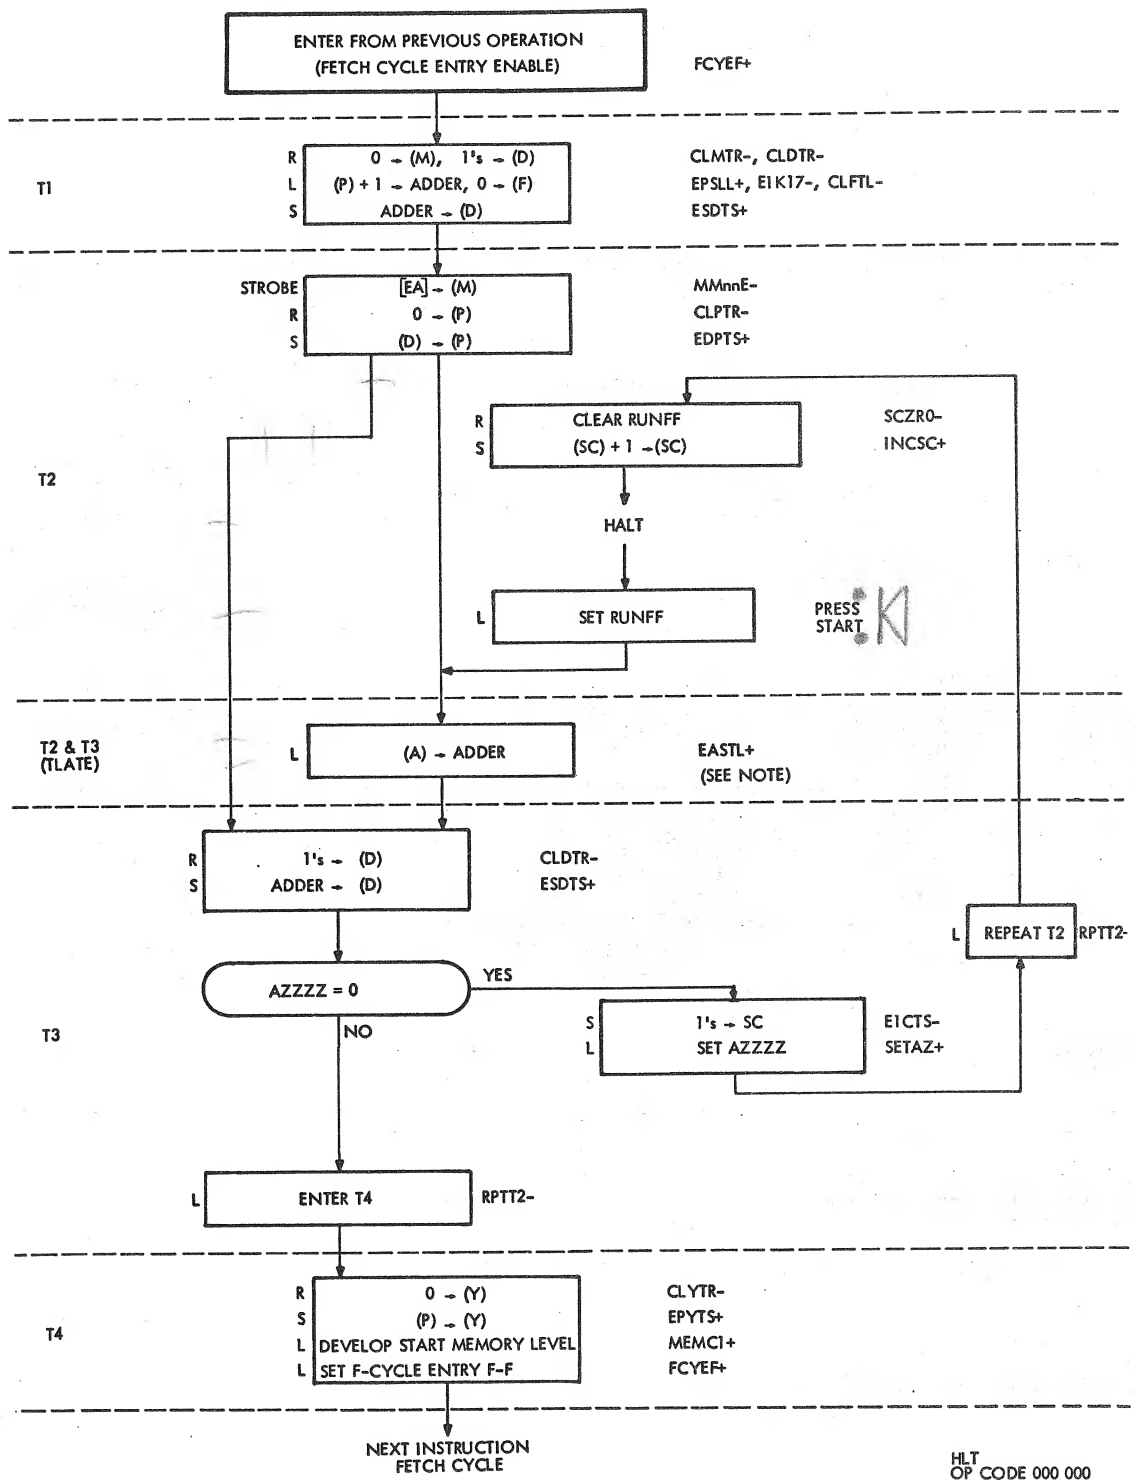 ENTER FROM PREVIOUS OPERATION
(FETCH CYCLE ENTRY ENABLE)
FCYEF+
T1
R 0 → (M), 1's → (D) CLMTR-, CLDTR-
L (P) + 1 → ADDER, 0 → (F) EPSLL+, E1K17-, CLFTL-
S ADDER → (D) ESDTS+
STROBE [EA] → (M) MMnnE-
R 0 → (P) CLPTR-
S (D) → (P) EDPTS+
T2
R CLEAR RUNFF SCZR0-
S (SC) + 1 → (SC) INCSC+
HALT
L SET RUNFF
PRESS
START
T2 & T3
(TLATE)
L (A) → ADDER EASTL+
(SEE NOTE)
R 1's → (D) CLDTR-
S ADDER → (D) ESDTS+
L REPEAT T2 RPTT2-
AZZZZ = 0
YES
NO
T3
S 1's → SC E1CTS-
L SET AZZZZ SETAZ+
L ENTER T4 RPTT2-
T4
R 0 → (Y) CLYTR-
S (P) → (Y) EPYTS+
L DEVELOP START MEMORY LEVEL MEMC1+
L SET F-CYCLE ENTRY F-F FCYEF+
NEXT INSTRUCTION
FETCH CYCLE
HLT
OP CODE 000 000